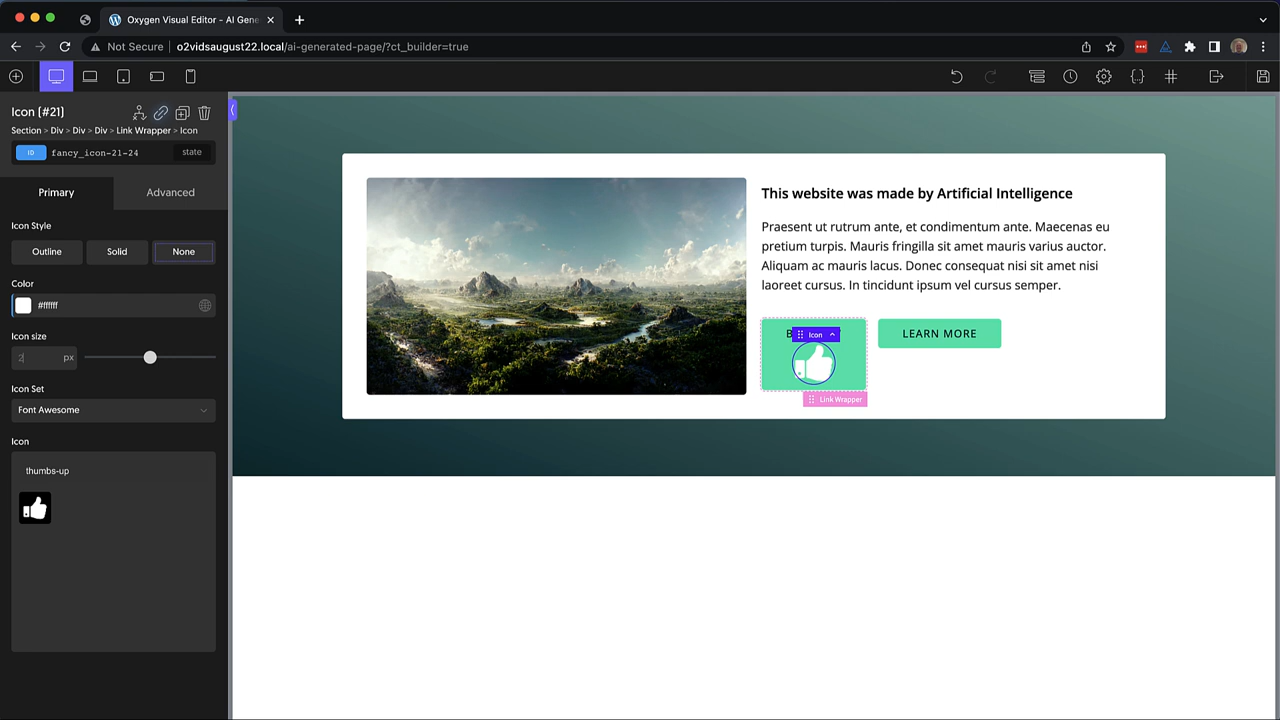 Oxygen Visual Editor - AI Gene
Not Secure
o2vidsaugust22.local/ai-generated-page/?ct_builder=true
Icon (#21)
Section > Div > Div > Div > Link Wrapper > Icon
ID
fancy_icon-21-24
state
Primary
Advanced
Icon Style
Outline
Solid
None
Color
#ffffff
Icon size
2
px
Icon Set
Font Awesome
Icon
thumbs-up
This website was made by Artificial Intelligence
Praesent ut rutrum ante, et condimentum ante. Maecenas eu
pretium turpis. Mauris fringilla sit amet mauris varius auctor.
Aliquam ac mauris lacus. Donec consequat nisi sit amet nisi
laoreet cursus. In tincidunt ipsum vel cursus semper.
Icon
LEARN MORE
Link Wrapper